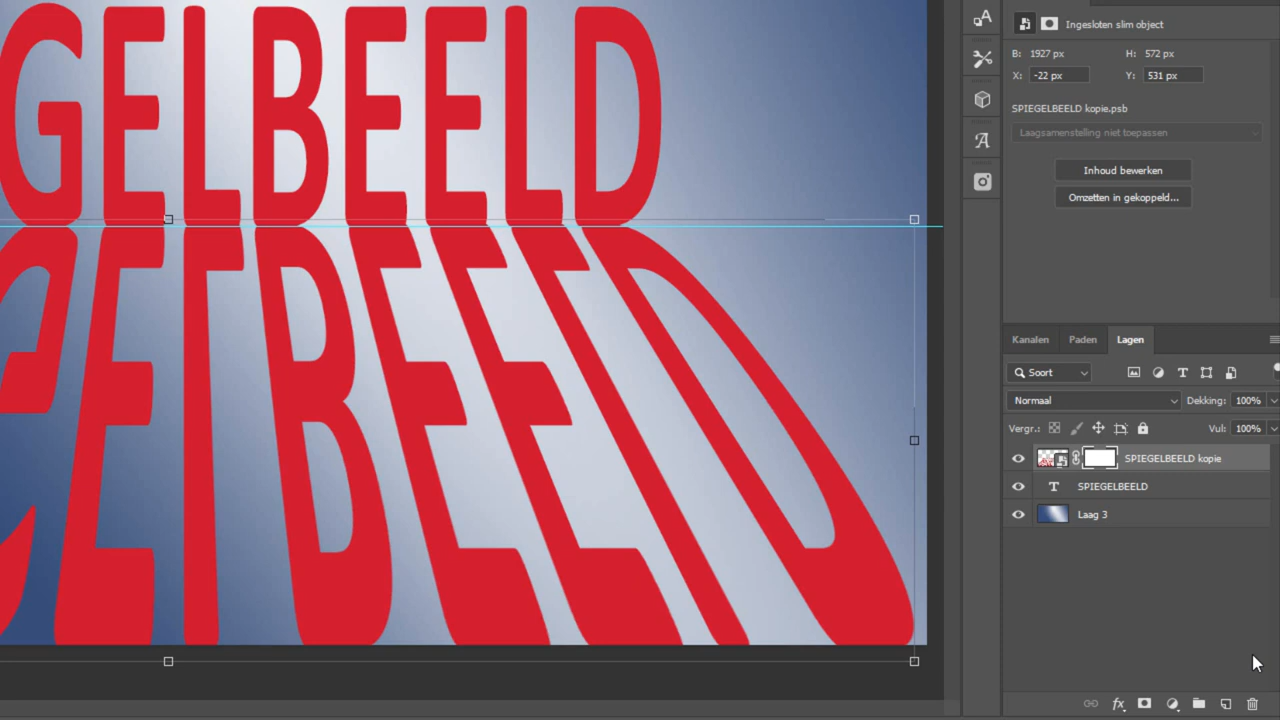 GELBEELD
Ingesloten slim object
B: 1927 px H: 572 px
X: -22 px Y: 531 px
SPIEGELBEELD kopie.psb
Laagsamenstelling niet toepassen
Inhoud bewerken
Omzetten in gekoppeld...
Kanalen Paden Lagen
Soort
Normaal Dekking: 100%
Vergr.: Vul: 100%
SPIEGELBEELD kopie
T SPIEGELBEELD
Laag 3
fx